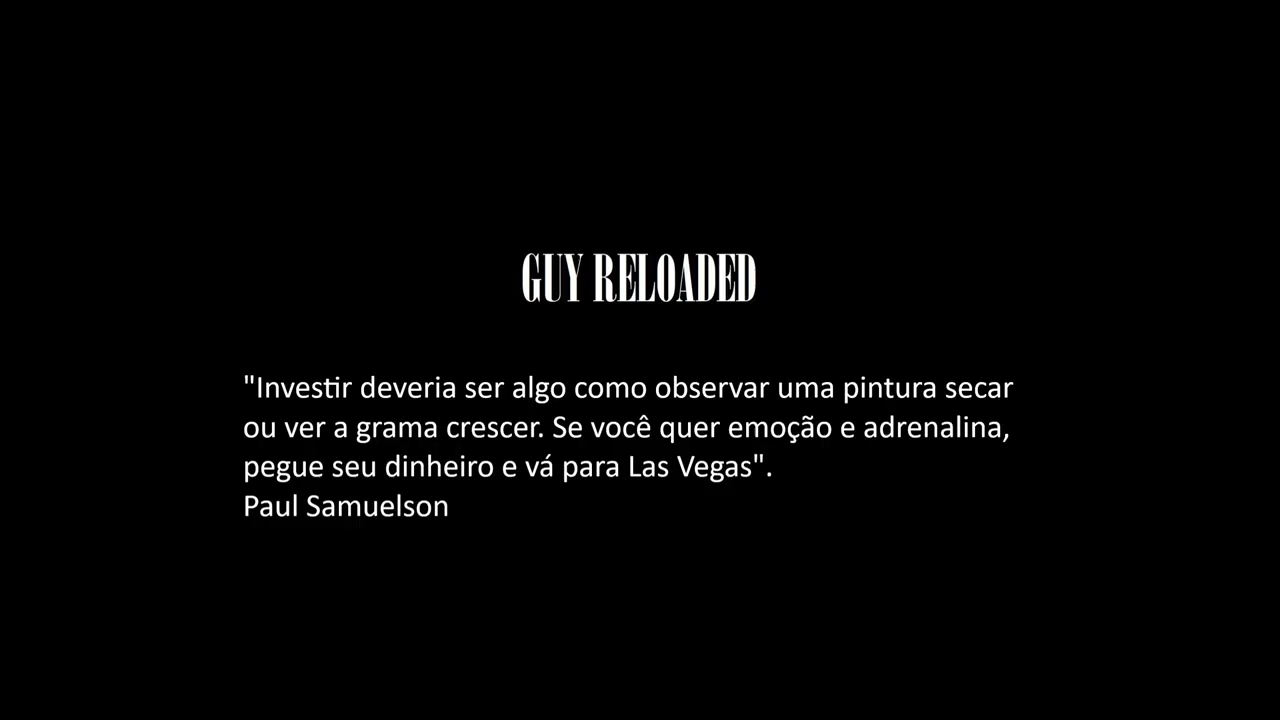 GUY RELOADED
"Investir deveria ser algo como observar uma pintura secar
ou ver a grama crescer. Se você quer emoção e adrenalina,
pegue seu dinheiro e vá para Las Vegas".
Paul Samuelson